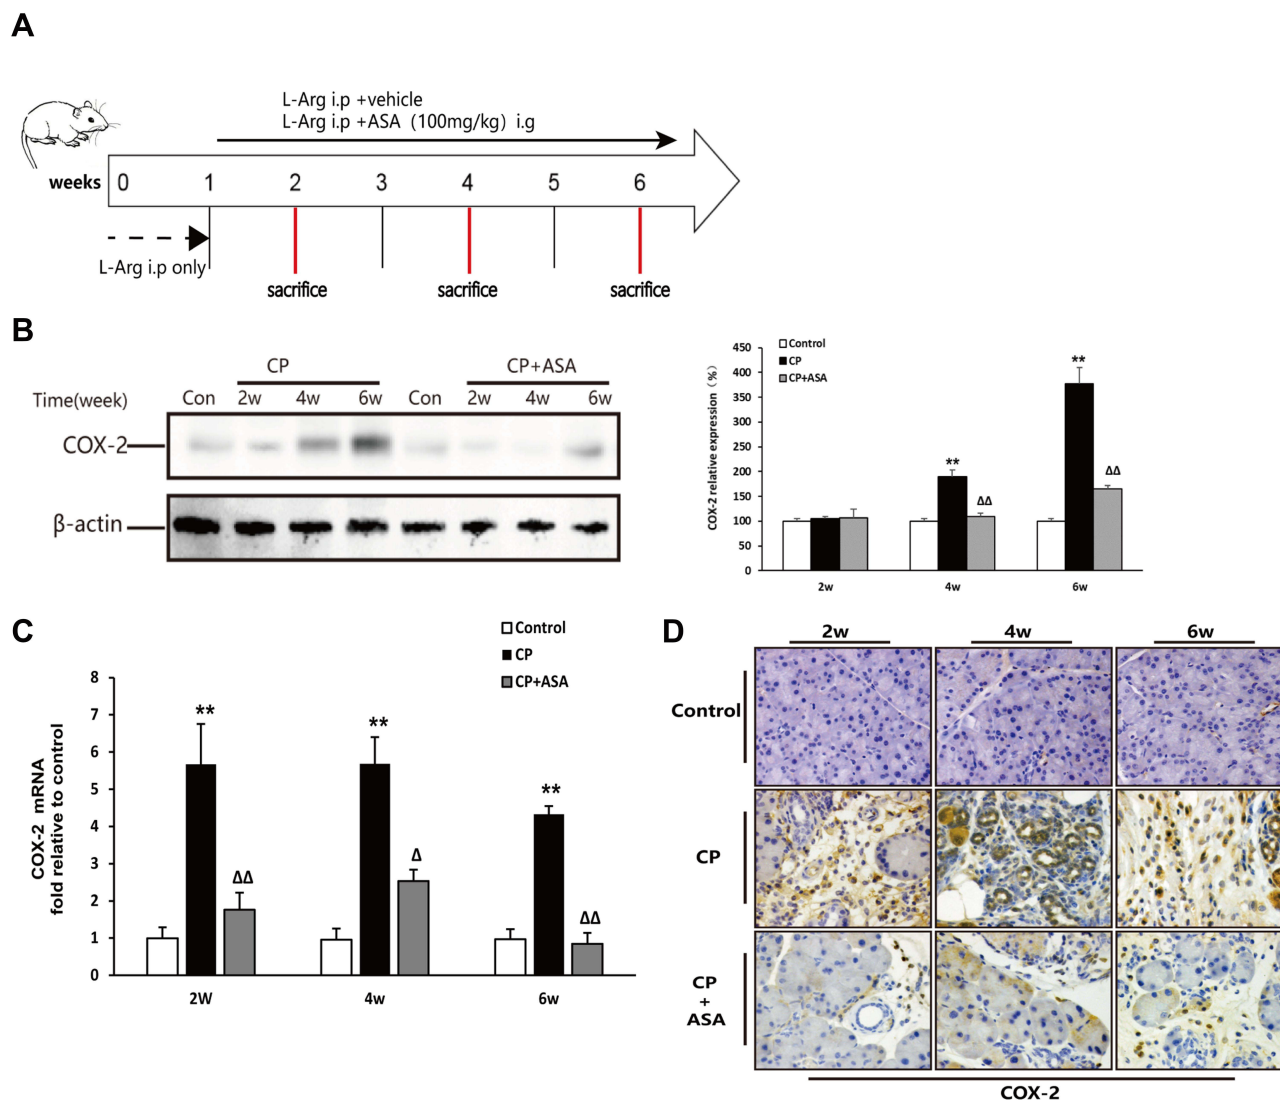 A
L-Arg i.p +vehicle
L-Arg i.p +ASA (100mg/kg) i.g
weeks 0 1 2 3 4 5 6
L-Arg i.p only
sacrifice sacrifice sacrifice
B
CP CP+ASA
Time(week) Con 2w 4w 6w Con 2w 4w 6w
COX-2
β-actin
Control
CP
CP+ASA
COX-2 relative expression (%)
450
400
350
300
250
200
150
100
50
0
**
ΔΔ
**
ΔΔ
2w 4w 6w
C
Control
CP
CP+ASA
COX-2 mRNA
fold relative to control
8
7
6
5
4
3
2
1
0
**
ΔΔ
**
Δ
**
ΔΔ
2W 4w 6w
D
2w 4w 6w
Control
CP
CP
+
ASA
COX-2